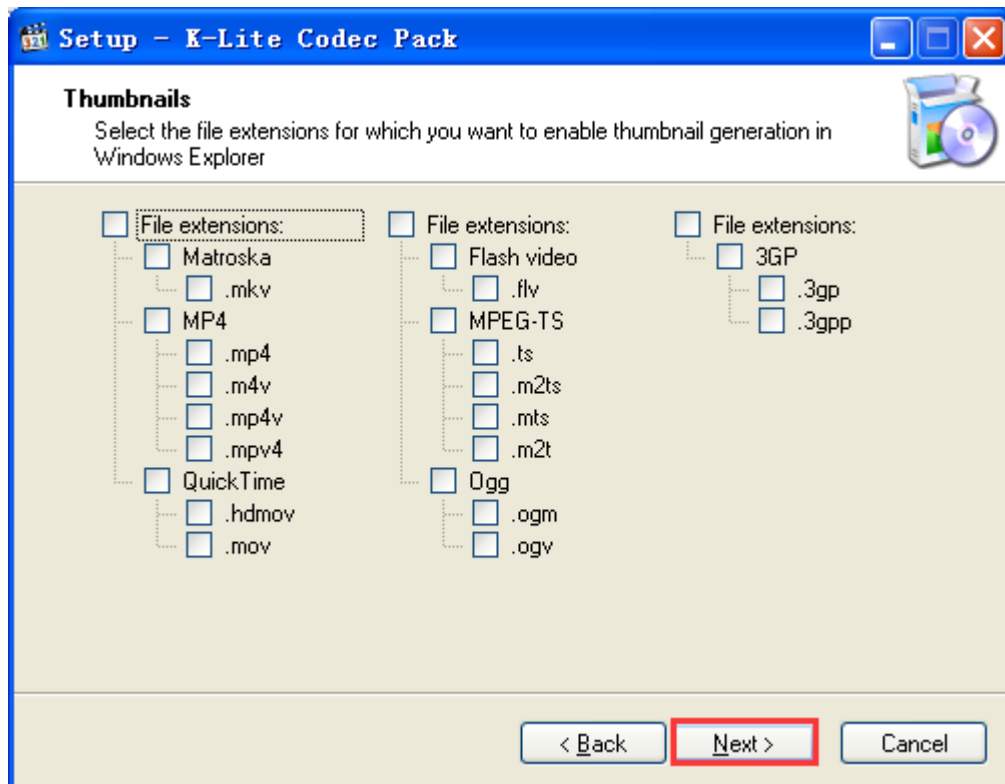 Setup - K-Lite Codec Pack
Thumbnails
Select the file extensions for which you want to enable thumbnail generation in
Windows Explorer
File extensions:
Matroska
.mkv
MP4
.mp4
.m4v
.mp4v
.mpv4
QuickTime
.hdmov
.mov
File extensions:
Flash video
.flv
MPEG-TS
.ts
.m2ts
.mts
.m2t
Ogg
.ogm
.ogv
File extensions:
3GP
.3gp
.3gpp
< Back
Next >
Cancel